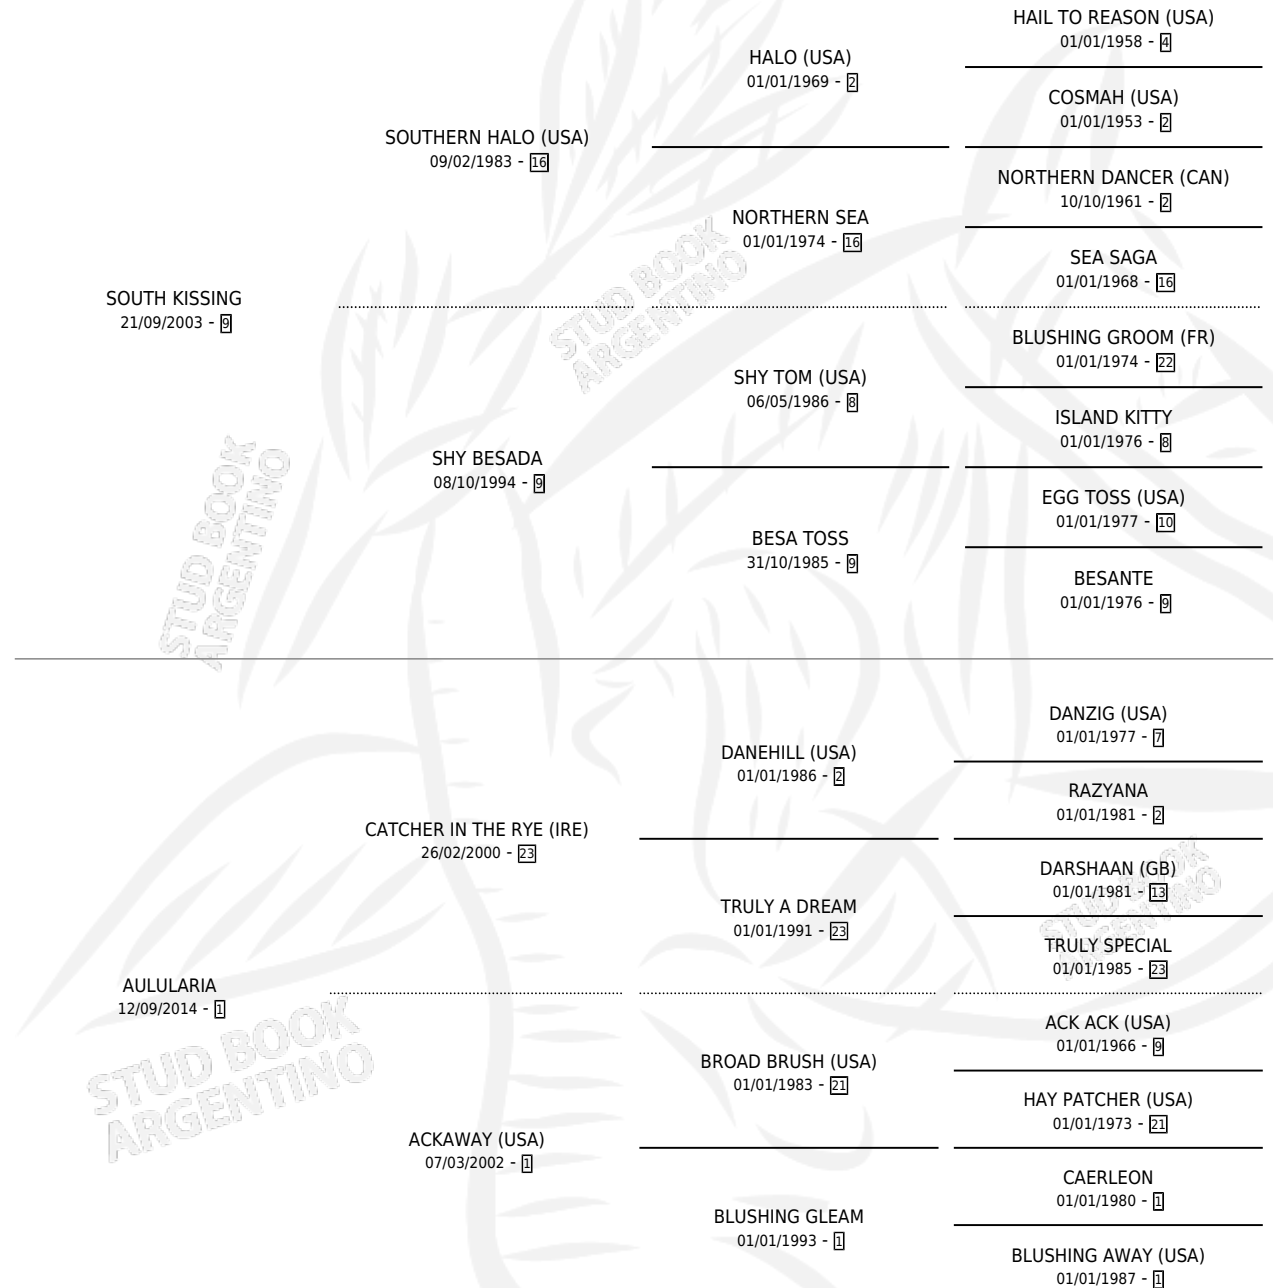 HAIL TO REASON (USA)
01/01/1958 - 4
HALO (USA)
01/01/1969 - 2
COSMAH (USA)
01/01/1953 - 2
SOUTHERN HALO (USA)
09/02/1983 - 16
NORTHERN DANCER (CAN)
10/10/1961 - 2
NORTHERN SEA
01/01/1974 - 16
SEA SAGA
01/01/1968 - 16
SOUTH KISSING
21/09/2003 - 9
STUD BOOK
ARGENTINO
BLUSHING GROOM (FR)
01/01/1974 - 22
SHY TOM (USA)
06/05/1986 - 8
ISLAND KITTY
01/01/1976 - 8
SHY BESADA
08/10/1994 - 9
EGG TOSS (USA)
01/01/1977 - 10
BESA TOSS
31/10/1985 - 9
BESANTE
01/01/1976 - 9
STUD BOOK
ARGENTINO
DANZIG (USA)
01/01/1977 - 7
DANEHILL (USA)
01/01/1986 - 2
RAZYANA
01/01/1981 - 2
CATCHER IN THE RYE (IRE)
26/02/2000 - 23
DARSHAAN (GB)
01/01/1981 - 13
STUD BOOK
ARGENTINO
TRULY A DREAM
01/01/1991 - 23
TRULY SPECIAL
01/01/1985 - 23
AULULARIA
12/09/2014 - 1
STUD BOOK
ARGENTINO
ACK ACK (USA)
01/01/1966 - 9
BROAD BRUSH (USA)
01/01/1983 - 21
HAY PATCHER (USA)
01/01/1973 - 21
ACKAWAY (USA)
07/03/2002 - 1
CAERLEON
01/01/1980 - 1
BLUSHING GLEAM
01/01/1993 - 1
BLUSHING AWAY (USA)
01/01/1987 - 1